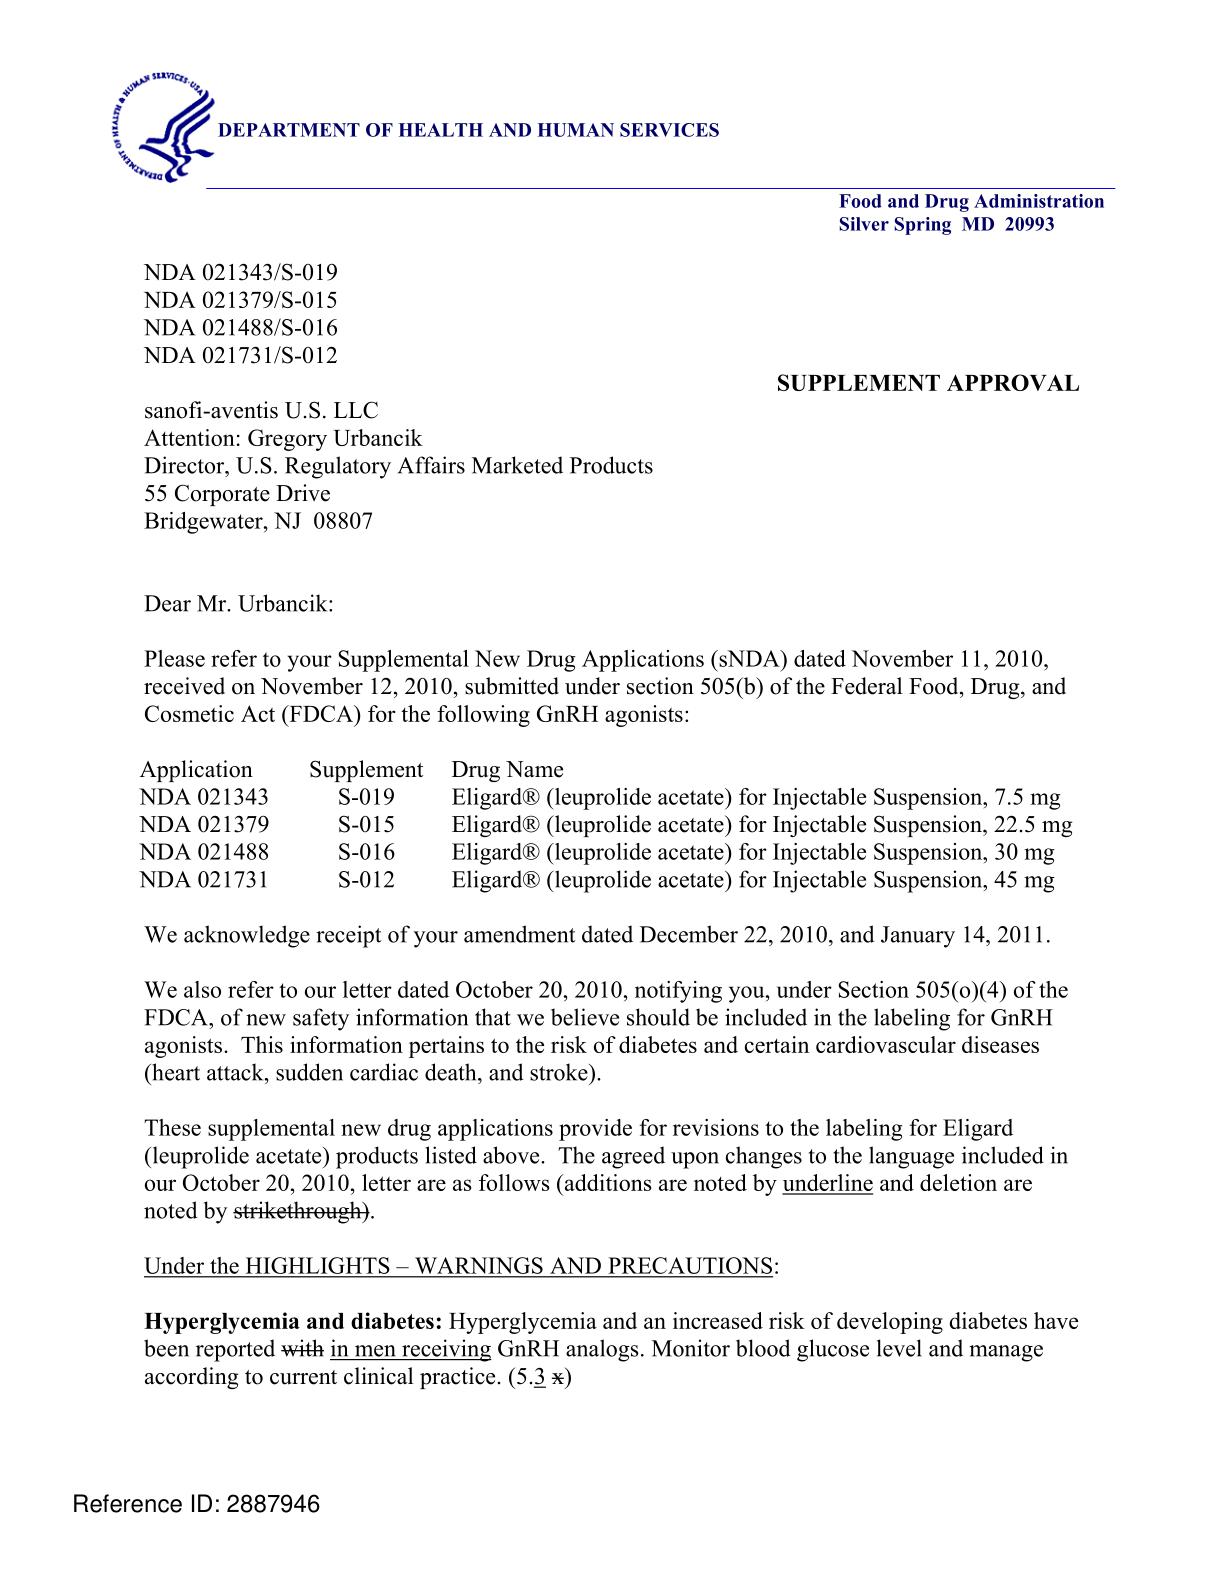 DEPARTMENT OF HEALTH & HUMAN SERVICES·USA
DEPARTMENT OF HEALTH AND HUMAN SERVICES
Food and Drug Administration
Silver Spring MD 20993
NDA 021343/S-019
NDA 021379/S-015
NDA 021488/S-016
NDA 021731/S-012
SUPPLEMENT APPROVAL
sanofi-aventis U.S. LLC
Attention: Gregory Urbancik
Director, U.S. Regulatory Affairs Marketed Products
55 Corporate Drive
Bridgewater, NJ 08807
Dear Mr. Urbancik:
Please refer to your Supplemental New Drug Applications (sNDA) dated November 11, 2010,
received on November 12, 2010, submitted under section 505(b) of the Federal Food, Drug, and
Cosmetic Act (FDCA) for the following GnRH agonists:
Application Supplement Drug Name
NDA 021343 S-019 Eligard® (leuprolide acetate) for Injectable Suspension, 7.5 mg
NDA 021379 S-015 Eligard® (leuprolide acetate) for Injectable Suspension, 22.5 mg
NDA 021488 S-016 Eligard® (leuprolide acetate) for Injectable Suspension, 30 mg
NDA 021731 S-012 Eligard® (leuprolide acetate) for Injectable Suspension, 45 mg
We acknowledge receipt of your amendment dated December 22, 2010, and January 14, 2011.
We also refer to our letter dated October 20, 2010, notifying you, under Section 505(o)(4) of the
FDCA, of new safety information that we believe should be included in the labeling for GnRH
agonists. This information pertains to the risk of diabetes and certain cardiovascular diseases
(heart attack, sudden cardiac death, and stroke).
These supplemental new drug applications provide for revisions to the labeling for Eligard
(leuprolide acetate) products listed above. The agreed upon changes to the language included in
our October 20, 2010, letter are as follows (additions are noted by underline and deletion are
noted by strikethrough).
Under the HIGHLIGHTS – WARNINGS AND PRECAUTIONS:
Hyperglycemia and diabetes: Hyperglycemia and an increased risk of developing diabetes have
been reported with in men receiving GnRH analogs. Monitor blood glucose level and manage
according to current clinical practice. (5.3 x)
Reference ID: 2887946